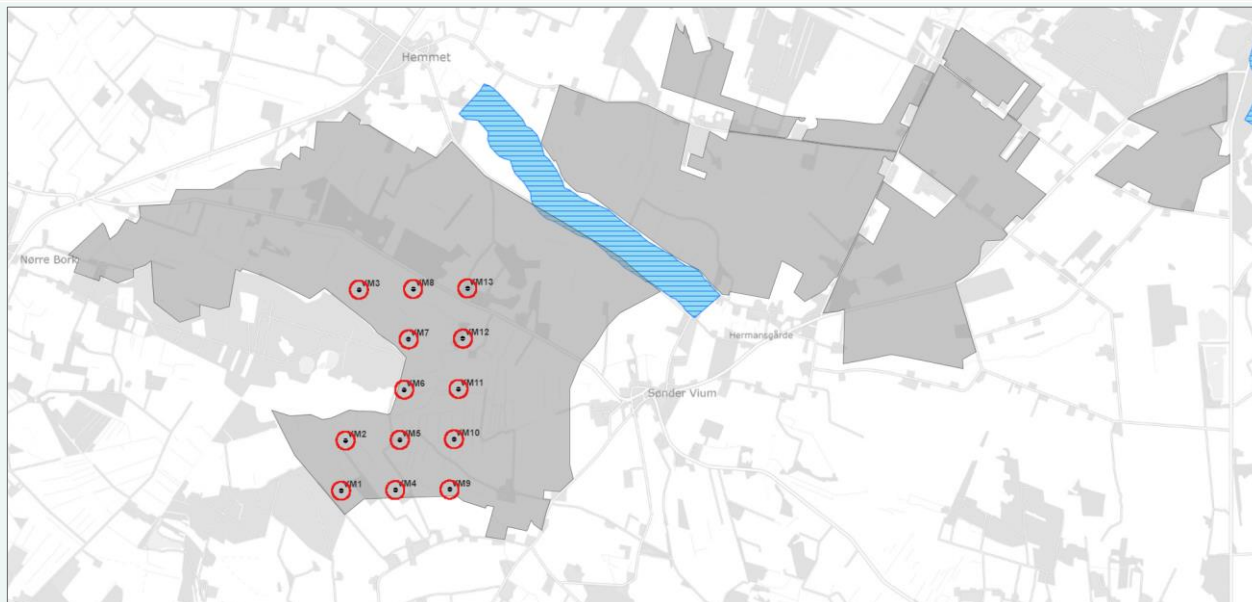 Hemmet
Nørre Bork
VM3
VM8
VM13
VM7
VM12
Hermansgårde
VM6
VM11
Sønder Vium
VM2
VM5
VM10
VM1
VM4
VM9